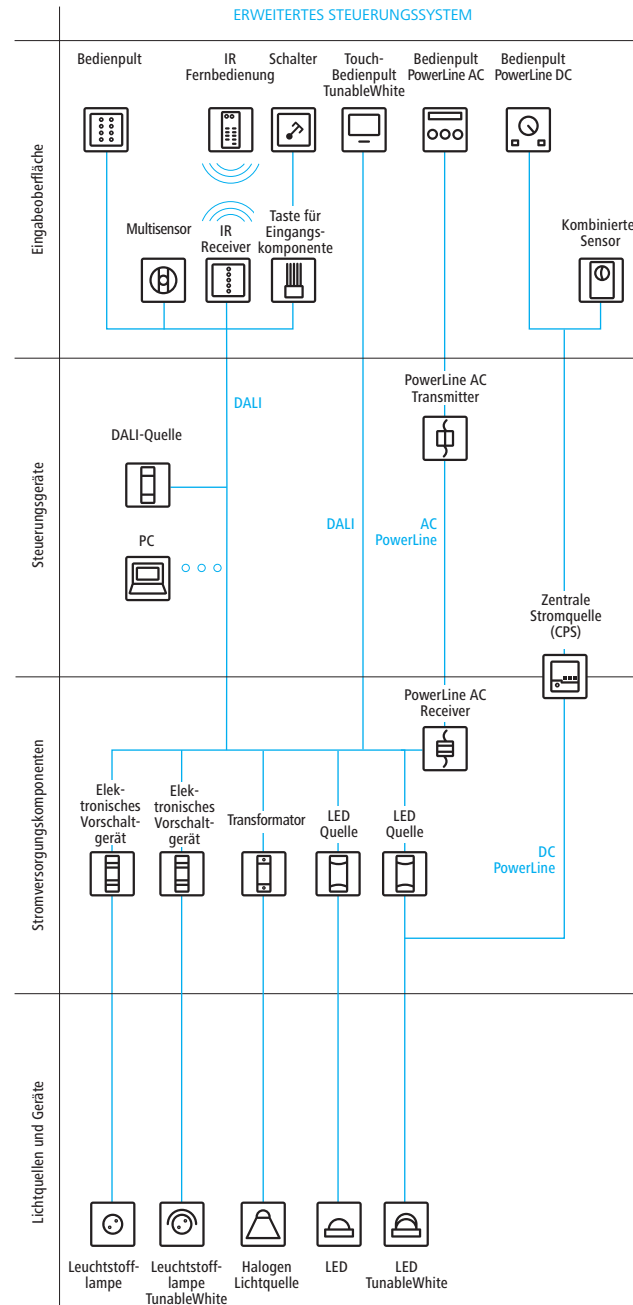 ERWEITERTES STEUERUNGSSYSTEM
Eingabeoberfläche
Bedienpult
IR
Fernbedienung
Schalter
Touch-
Bedienpult
TunableWhite
Bedienpult
PowerLine AC
Bedienpult
PowerLine DC
Multisensor
IR
Receiver
Taste für
Eingangs-
komponente
Kombinierte
Sensor
Steuerungsgeräte
DALI
PowerLine AC
Transmitter
DALI-Quelle
PC
DALI
AC
PowerLine
Zentrale
Stromquelle
(CPS)
Stromversorgungskomponenten
PowerLine AC
Receiver
Elek-
tronisches
Vorschalt-
gerät
Elek-
tronisches
Vorschalt-
gerät
Transformator
LED
Quelle
LED
Quelle
DC
PowerLine
Lichtquellen und Geräte
Leuchtstoff-
lampe
Leuchtstoff-
lampe
TunableWhite
Halogen
Lichtquelle
LED
LED
TunableWhite